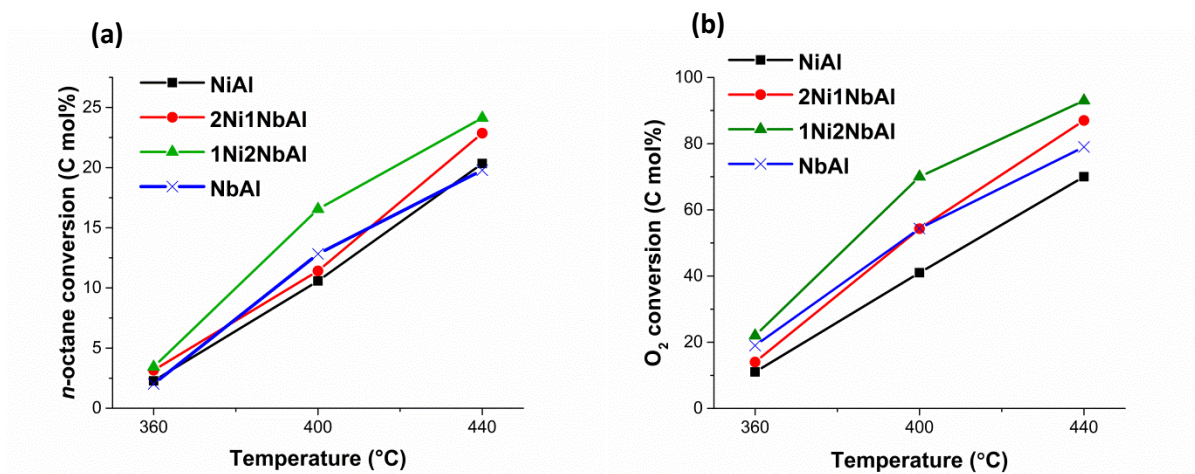 (a)
NiAl
2Ni1NbAl
1Ni2NbAl
NbAl
n-octane conversion (C mol%)
25
20
15
10
5
0
360
400
440
Temperature (°C)
(b)
NiAl
2Ni1NbAl
1Ni2NbAl
NbAl
O₂ conversion (C mol%)
100
80
60
40
20
0
360
400
440
Temperature (°C)